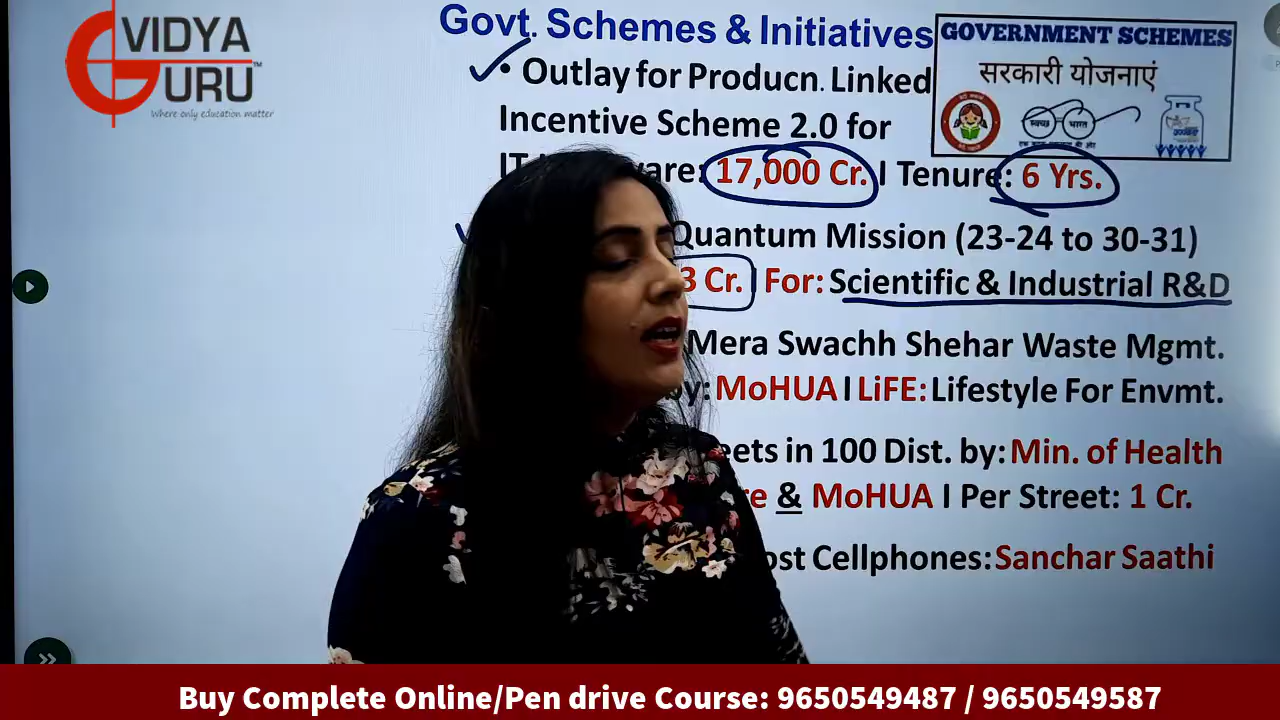 VIDYA
GURU
Where only education matter
Govt. Schemes & Initiatives
GOVERNMENT SCHEMES
सरकारी योजनाएं
स्वच्छ भारत
• Outlay for Producn. Linked
Incentive Scheme 2.0 for
17,000 Cr. I Tenure: 6 Yrs.
Quantum Mission (23-24 to 30-31)
3 Cr. I For: Scientific & Industrial R&D
Mera Swachh Shehar Waste Mgmt.
MoHUA I LiFE: Lifestyle For Envmt.
in 100 Dist. by: Min. of Health
& MoHUA I Per Street: 1 Cr.
Cellphones: Sanchar Saathi
Buy Complete Online/Pen drive Course: 9650549487 / 9650549587